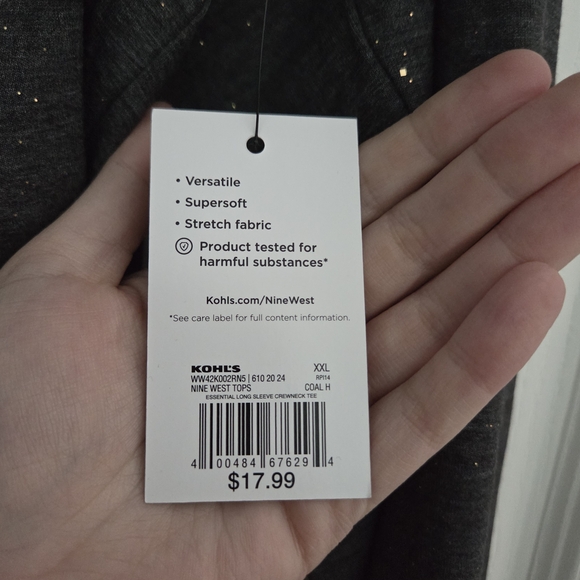 • Versatile
• Supersoft
• Stretch fabric
Product tested for
harmful substances*
Kohls.com/NineWest
*See care label for full content information.
KOHL'S XXL
WW42K002RN5 | 610 20 24 RPI14
NINE WEST TOPS COAL H
ESSENTIAL LONG SLEEVE CREWNECK TEE
4 00484 67629 4
$17.99